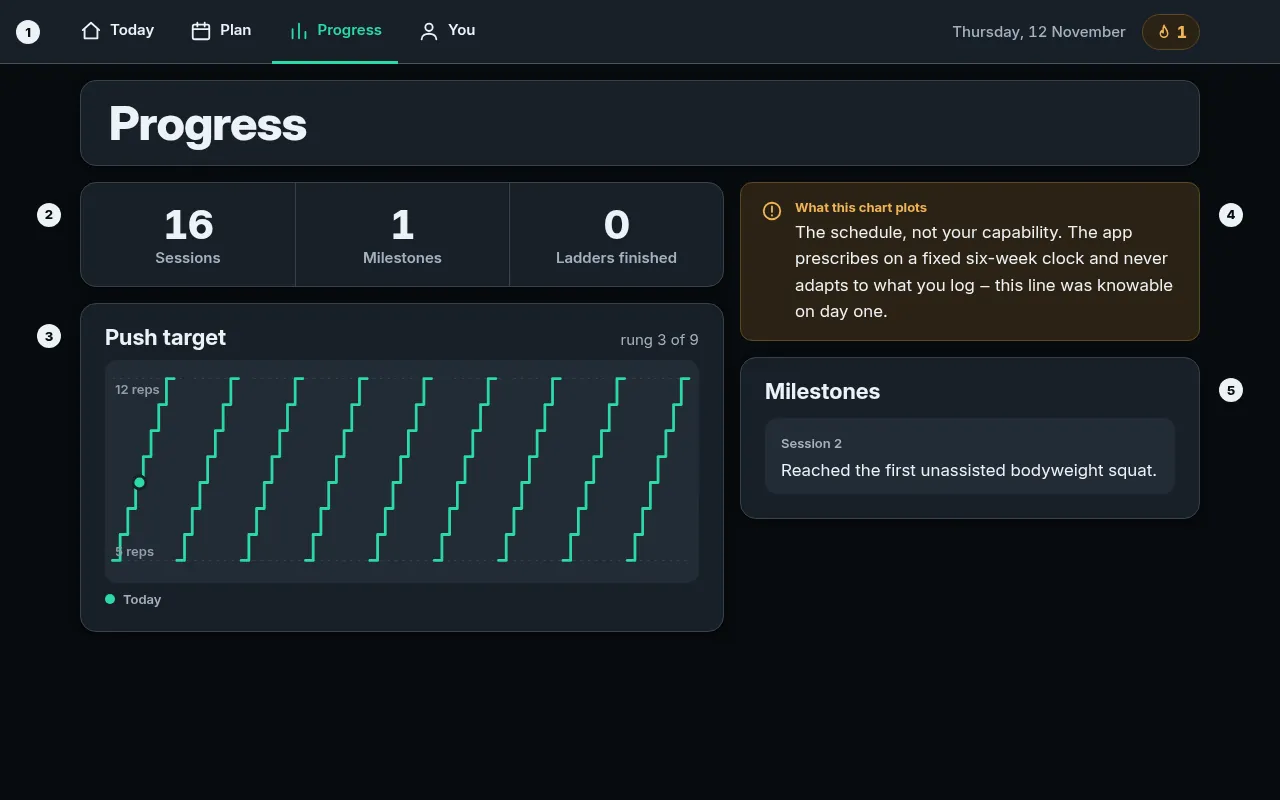 1
Today
Plan
Progress
You
Thursday, 12 November
1
Progress
2
16
Sessions
1
Milestones
0
Ladders finished
3
Push target
rung 3 of 9
12 reps
5 reps
Today
4
What this chart plots
The schedule, not your capability. The app
prescribes on a fixed six-week clock and never
adapts to what you log – this line was knowable
on day one.
5
Milestones
Session 2
Reached the first unassisted bodyweight squat.